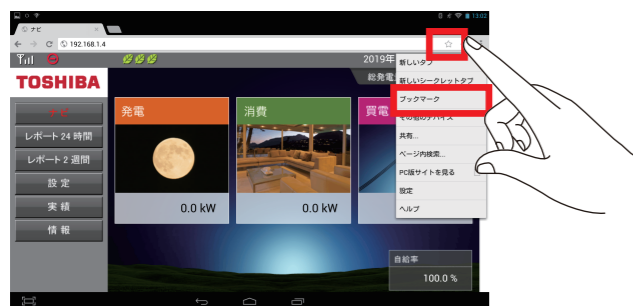 13:02
ナビ
192.168.1.4
2019年
TOSHIBA
総発電
ナビ
レポート 24 時間
レポート 2 週間
設 定
実 績
情 報
発電
0.0 kW
消費
0.0 kW
買電
自給率
100.0 %
新しいタブ
新しいシークレットタブ
ブックマーク
その他のデバイス
共有...
ページ内検索...
PC版サイトを見る
設定
ヘルプ